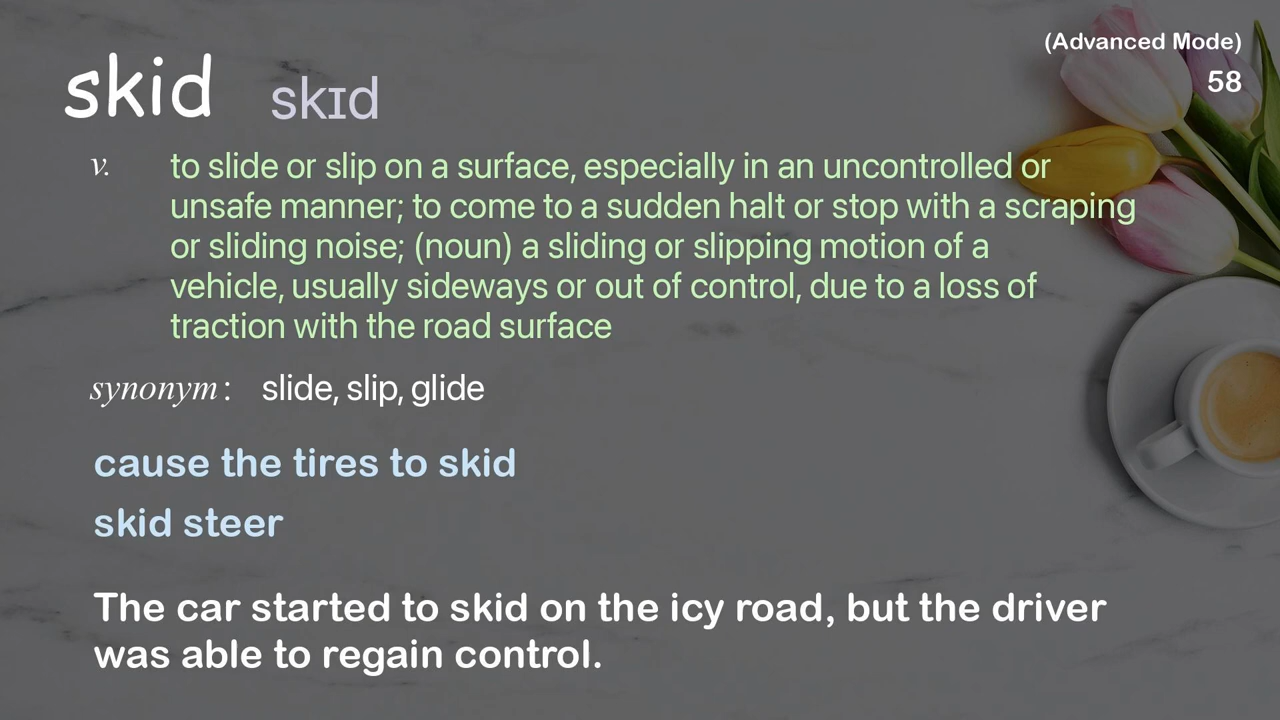 (Advanced Mode)
58
skid skɪd
v. to slide or slip on a surface, especially in an uncontrolled or
unsafe manner; to come to a sudden halt or stop with a scraping
or sliding noise; (noun) a sliding or slipping motion of a
vehicle, usually sideways or out of control, due to a loss of
traction with the road surface
synonym: slide, slip, glide
cause the tires to skid
skid steer
The car started to skid on the icy road, but the driver
was able to regain control.